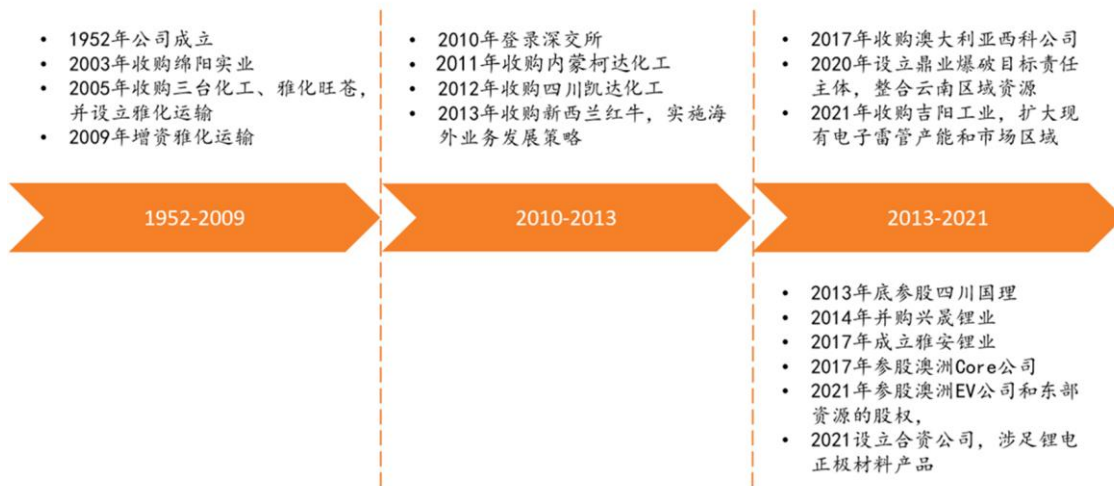 • 1952年公司成立
• 2003年收购绵阳实业
• 2005年收购三台化工、雅化旺苍，
并设立雅化运输
• 2009年增资雅化运输
• 2010年登录深交所
• 2011年收购内蒙柯达化工
• 2012年收购四川凯达化工
• 2013年收购新西兰红牛，实施海
外业务发展策略
• 2017年收购澳大利亚西科公司
• 2020年设立鼎业爆破目标责任
主体，整合云南区域资源
• 2021年收购吉阳工业，扩大现
有电子雷管产能和市场区域
1952-2009
2010-2013
2013-2021
• 2013年底参股四川国理
• 2014年并购兴晟锂业
• 2017年成立雅安锂业
• 2017年参股澳洲Core公司
• 2021年参股澳洲EV公司和东部
资源的股权，
• 2021设立合资公司，涉足锂电
正极材料产品